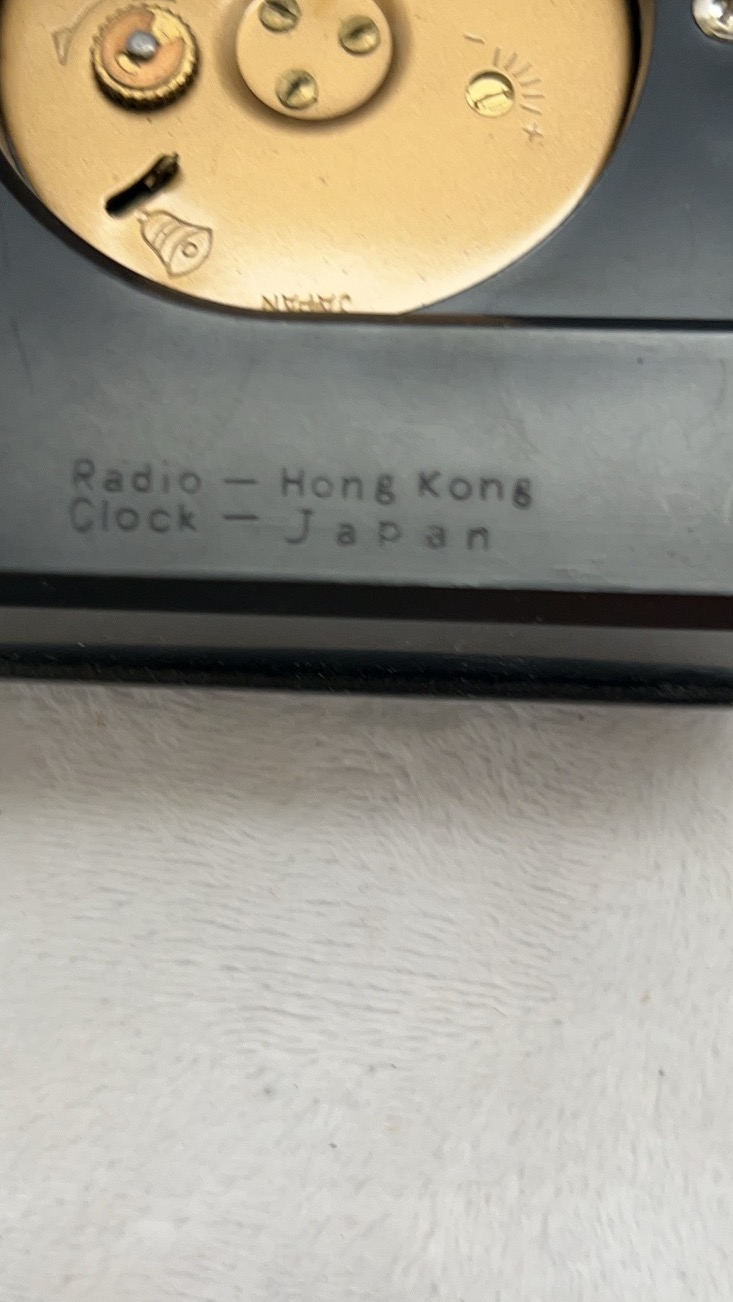 JAPAN
Radio — Hong Kong
Clock — Japan